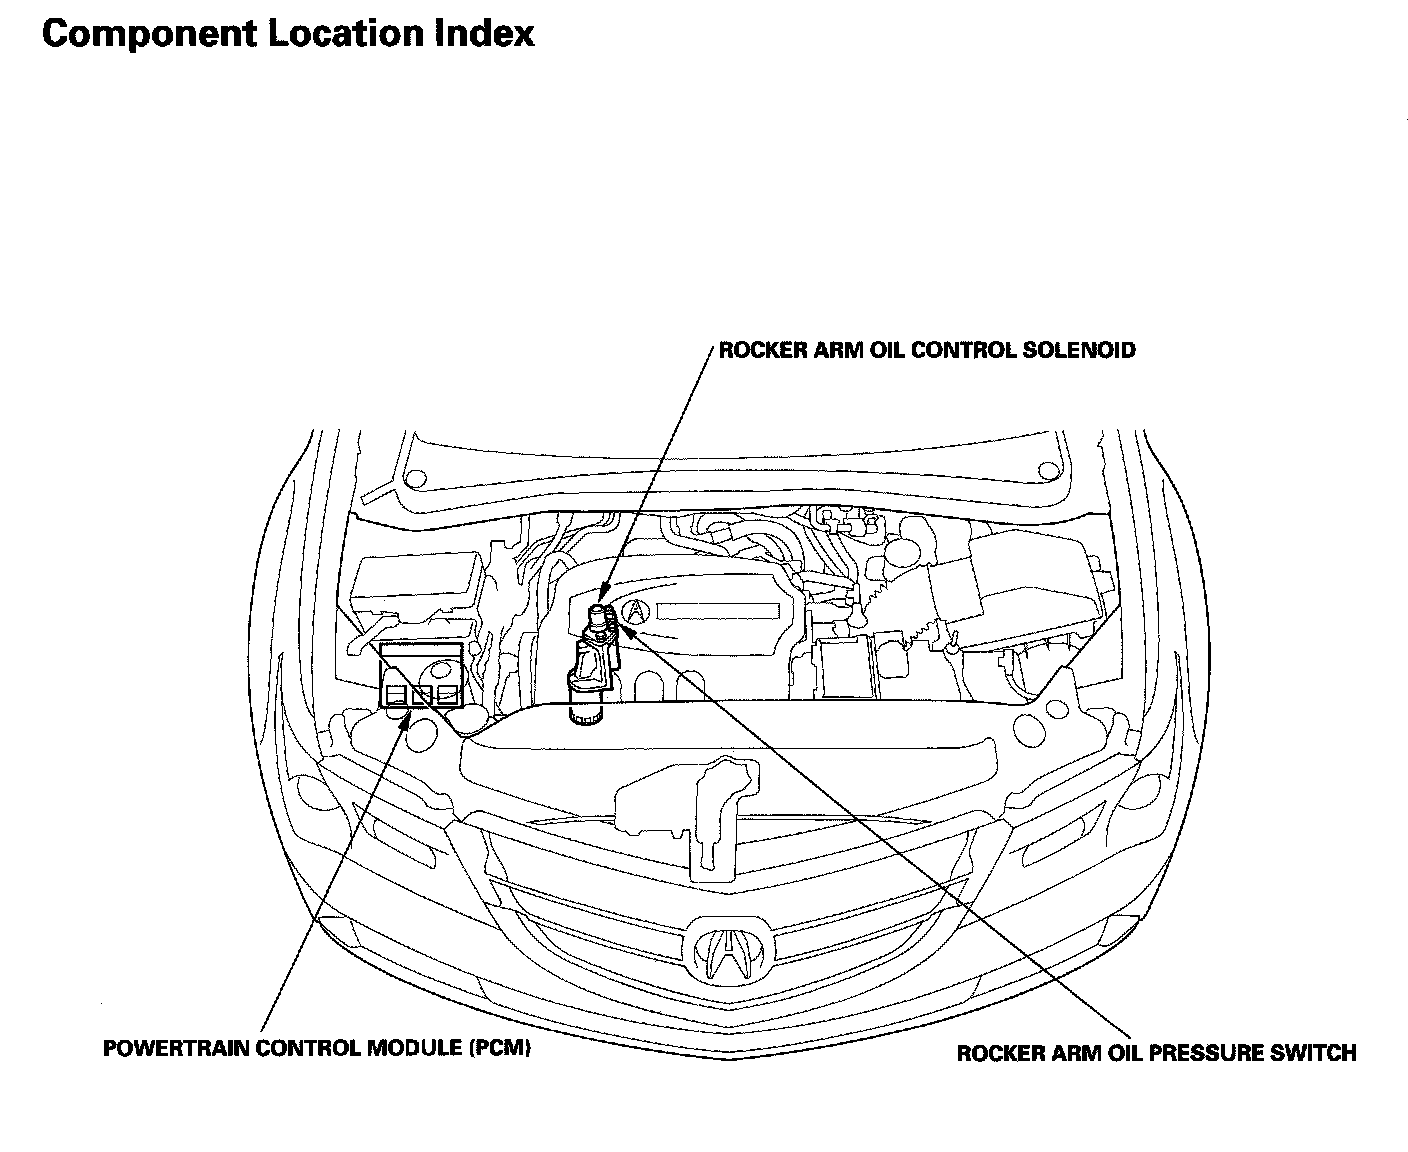 Component Location Index
ROCKER ARM OIL CONTROL SOLENOID
POWERTRAIN CONTROL MODULE (PCM)
ROCKER ARM OIL PRESSURE SWITCH